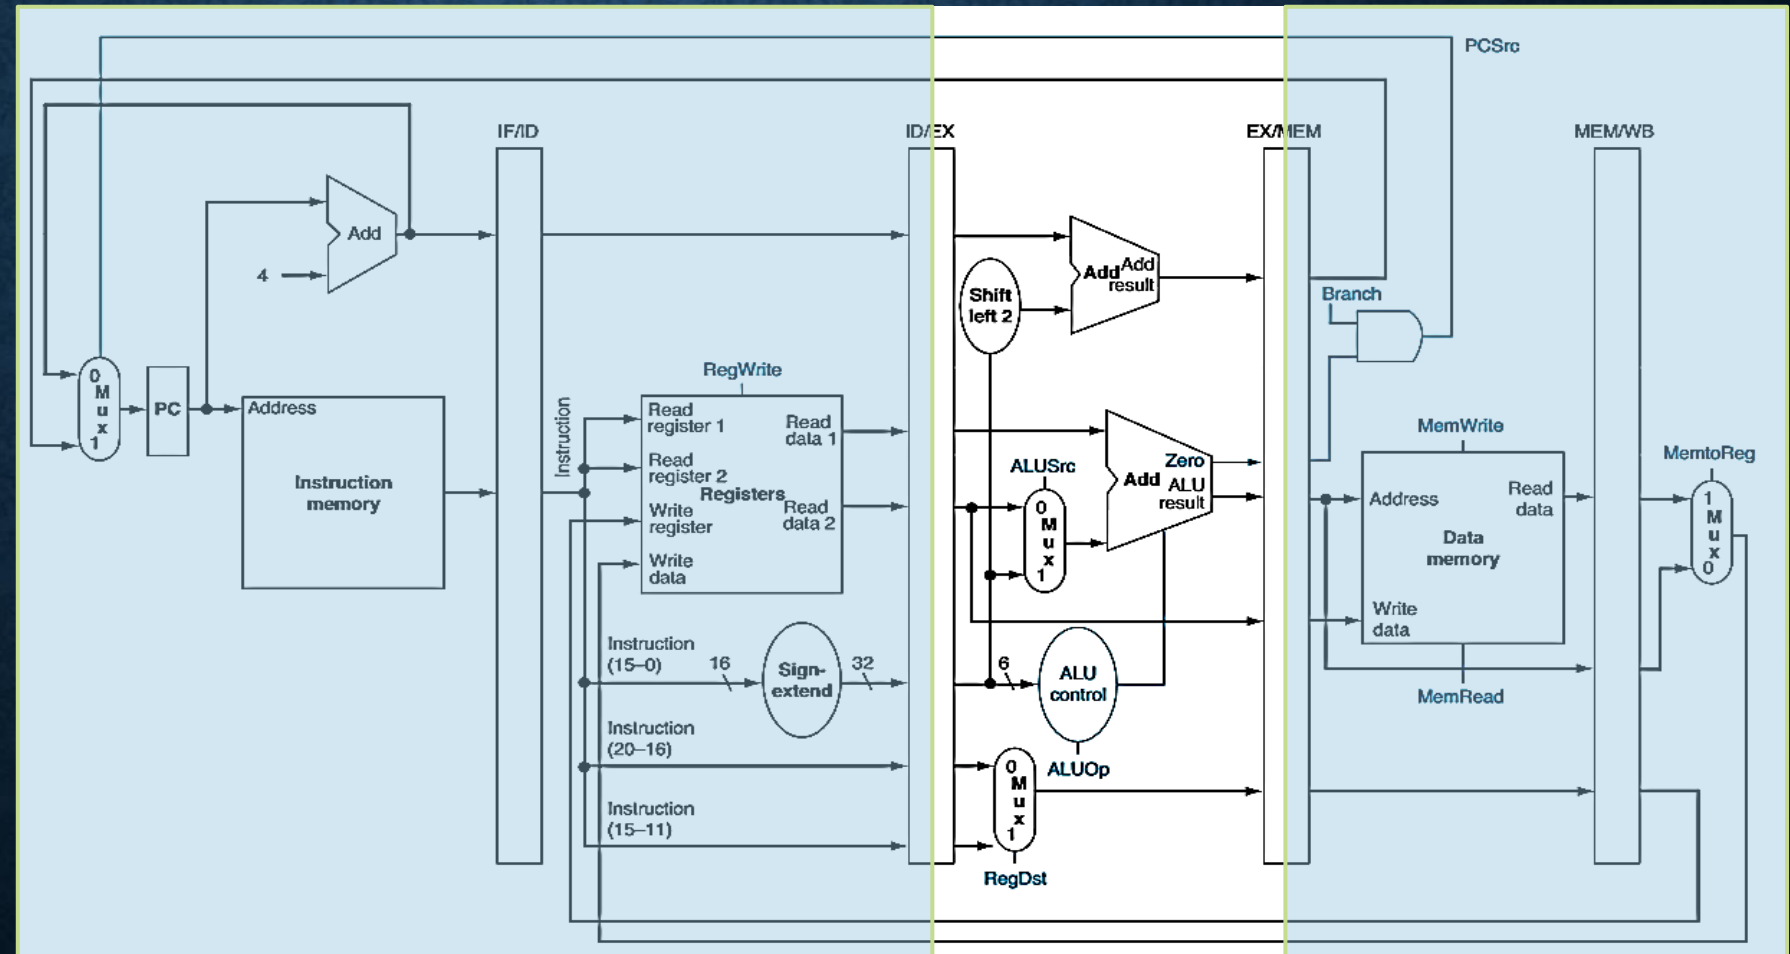 PCSrc
IF/ID
ID/EX
EX/MEM
MEM/WB
Add
4
Shift
left 2
Add
Add
result
Branch
0
M
u
x
1
PC
Address
Instruction
memory
Instruction
RegWrite
Read
register 1
Read
register 2
Write
register
Write
data
Registers
Read
data 1
Read
data 2
ALUSrc
0
M
u
x
1
Zero
Add
ALU
result
MemWrite
Address
Read
data
Data
memory
Write
data
MemRead
MemtoReg
1
M
u
x
0
Instruction
(15–0)
16
Sign-
extend
32
6
ALU
control
ALUOp
Instruction
(20–16)
Instruction
(15–11)
0
M
u
x
1
RegDst